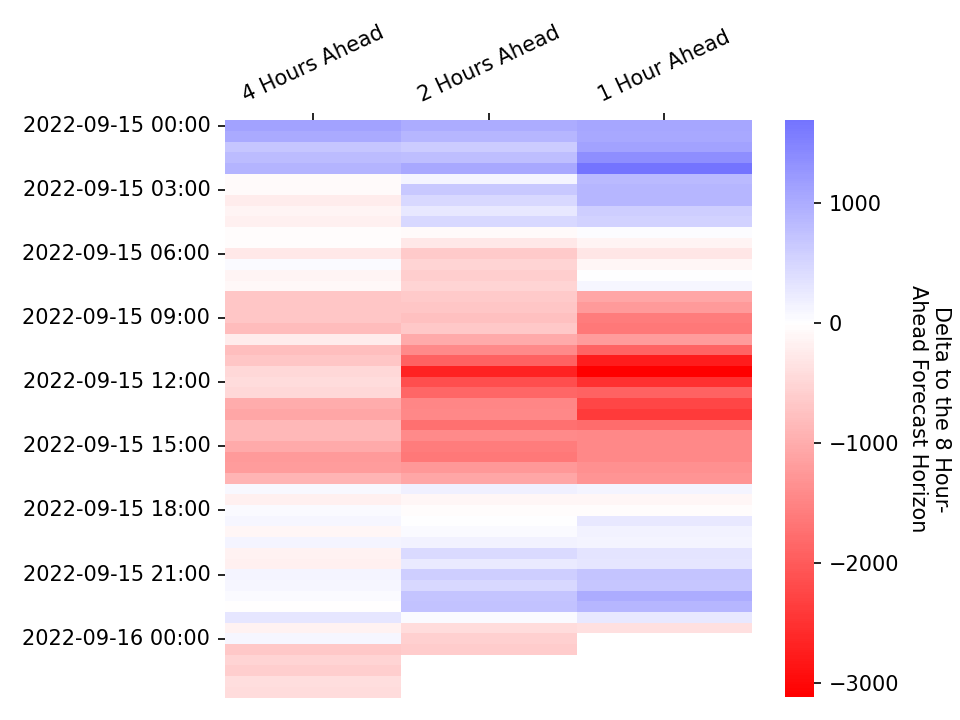 4 Hours Ahead
2 Hours Ahead
1 Hour Ahead
2022-09-15 00:00
2022-09-15 03:00
2022-09-15 06:00
2022-09-15 09:00
2022-09-15 12:00
2022-09-15 15:00
2022-09-15 18:00
2022-09-15 21:00
2022-09-16 00:00
1000
0
−1000
−2000
−3000
Delta to the 8 Hour-
Ahead Forecast Horizon